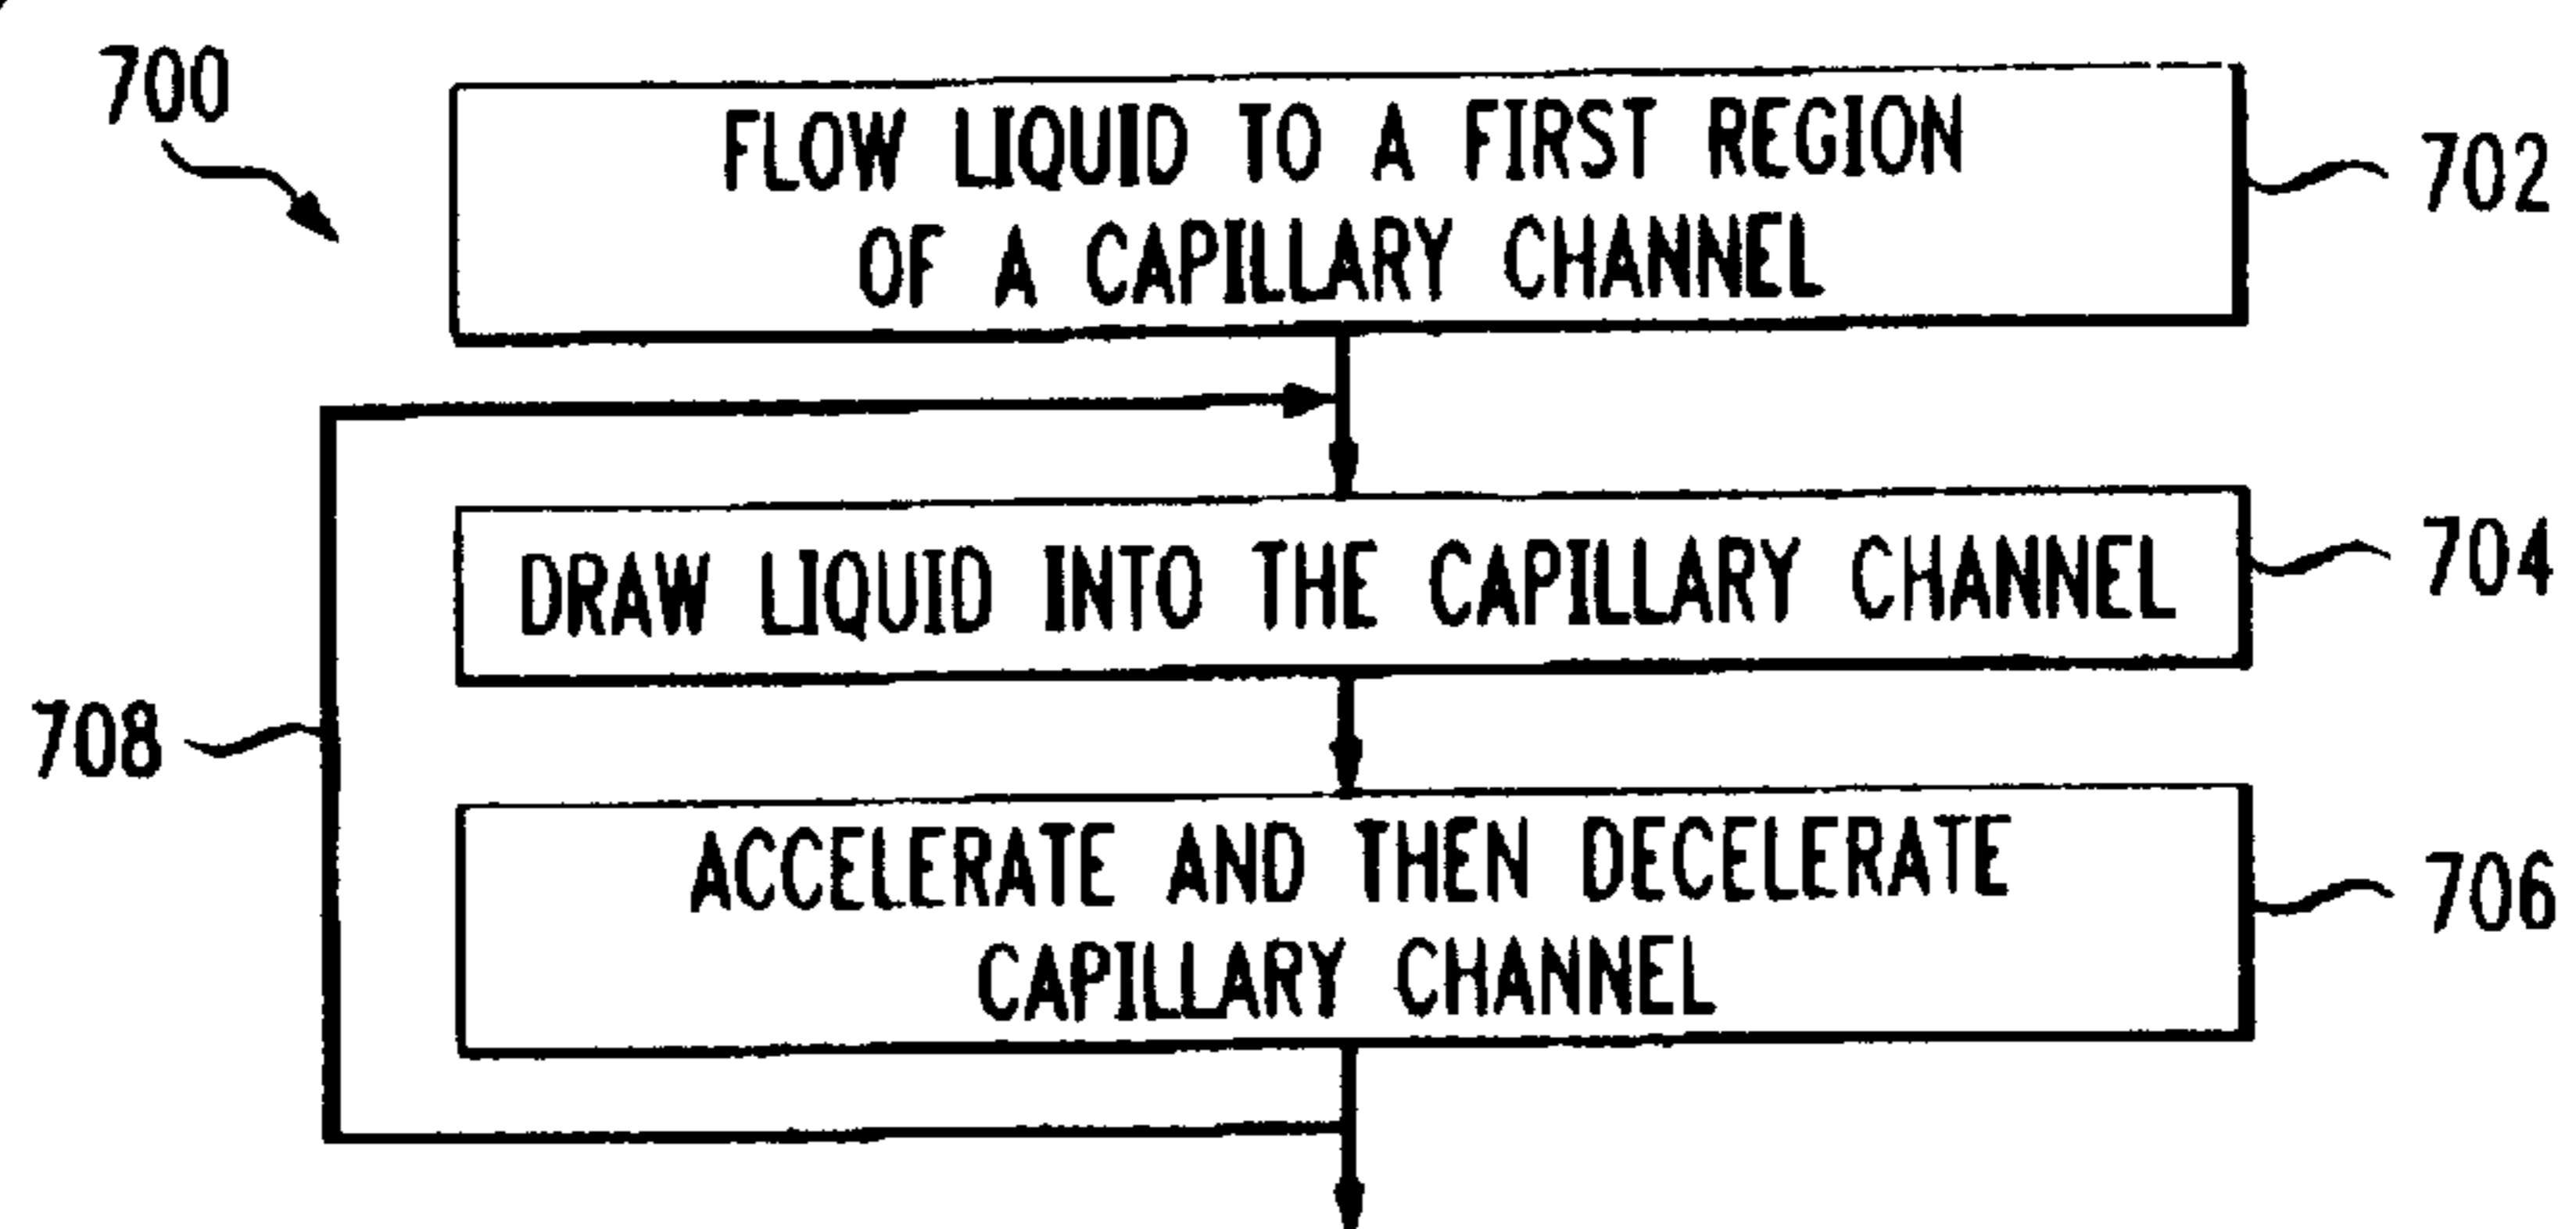 700
FLOW LIQUID TO A FIRST REGION
OF A CAPILLARY CHANNEL
702
DRAW LIQUID INTO THE CAPILLARY CHANNEL
704
708
ACCELERATE AND THEN DECELERATE
CAPILLARY CHANNEL
706